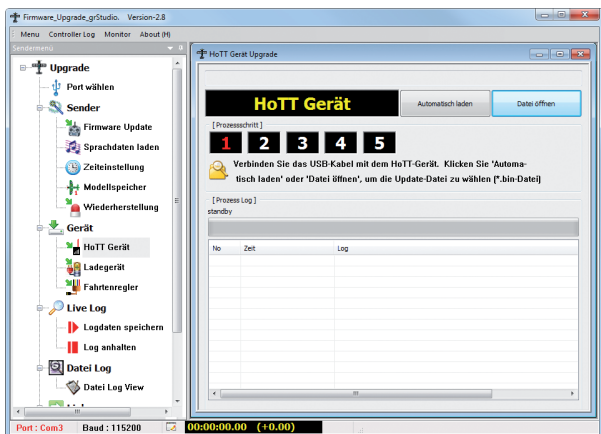 Firmware_Upgrade_grStudio. Version-2.8
Menu Controller Log Monitor About (H)
Sendermenü
Upgrade
Port wählen
Sender
Firmware Update
Sprachdaten laden
Zeiteinstellung
Modellspeicher
Wiederherstellung
Gerät
HoTT Gerät
Ladegerät
Fahrtenregler
Live Log
Logdaten speichern
Log anhalten
Datei Log
Datei Log View
HoTT Gerät Upgrade
HoTT Gerät
Automatisch laden
Datei öffnen
[ Prozessschritt ]
1 2 3 4 5
Verbinden Sie das USB-Kabel mit dem HoTT-Gerät. Klicken Sie 'Automa-
tisch laden' oder 'Datei öffnen', um die Update-Datei zu wählen (*.bin-Datei)
[ Prozess Log ]
standby
No Zeit Log
Port : Com3 Baud : 115200 00:00:00.00 (+0.00)